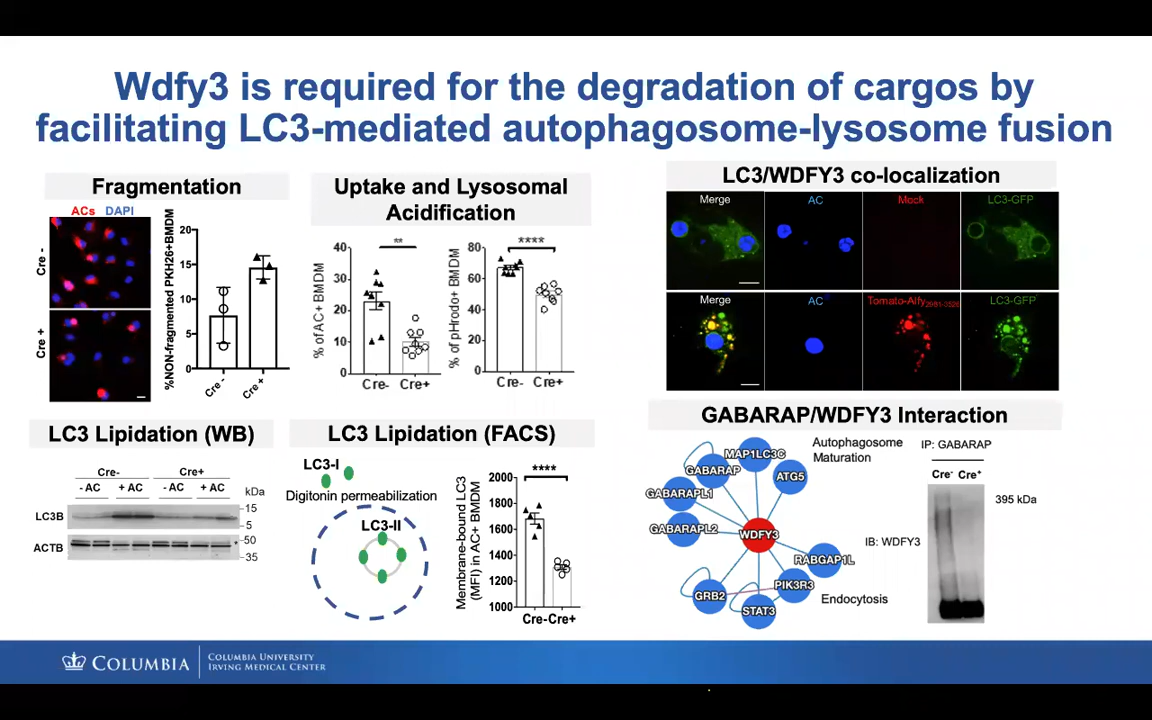 Wdfy3 is required for the degradation of cargos by
facilitating LC3-mediated autophagosome-lysosome fusion
Fragmentation
ACs DAPI
Cre -
Cre +
%NON-fragmented PKH26+BMDM
20
15
10
5
0
Cre -
Cre +
Uptake and Lysosomal
Acidification
% of AC+ BMDM
40
30
20
10
0
**
Cre-
Cre+
% of pHrodo+ BMDM
80
60
40
20
0
****
Cre-
Cre+
LC3/WDFY3 co-localization
Merge
AC
Mock
LC3-GFP
Merge
AC
Tomato-Alfy2981-3526
LC3-GFP
LC3 Lipidation (WB)
Cre-
Cre+
- AC
+ AC
- AC
+ AC
kDa
LC3B
15
5
ACTB
50
*
35
LC3 Lipidation (FACS)
LC3-I
Digitonin permeabilization
LC3-II
Membrane-bound LC3
(MFI) in AC+ BMDM
2000
1800
1600
1400
1200
1000
****
Cre-
Cre+
GABARAP/WDFY3 Interaction
MAP1LC3C
GABARAP
ATG5
GABARAPL1
GABARAPL2
WDFY3
RABGAP1L
PIK3R3
GRB2
STAT3
Autophagosome
Maturation
Endocytosis
IP: GABARAP
Cre-
Cre+
395 kDa
IB: WDFY3
COLUMBIA
COLUMBIA UNIVERSITY
IRVING MEDICAL CENTER